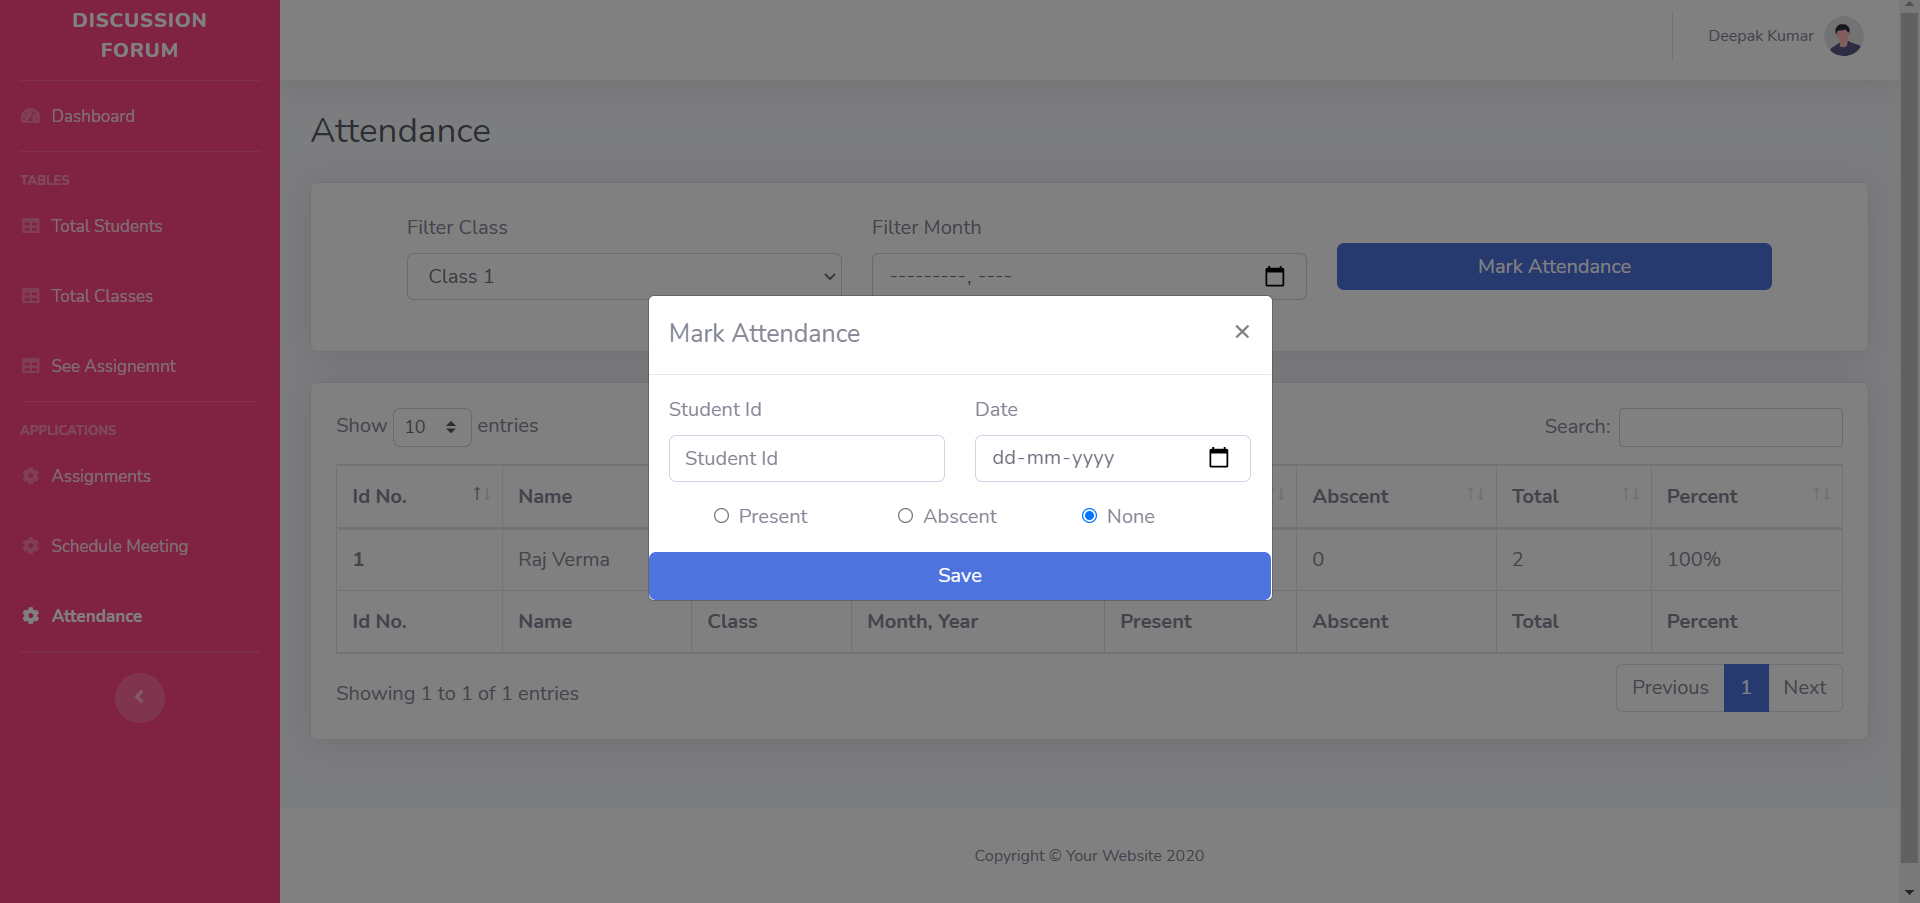 DISCUSSION
FORUM
Dashboard
TABLES
Total Students
Total Classes
See Assignemnt
APPLICATIONS
Assignments
Schedule Meeting
Attendance
Deepak Kumar
Attendance
Filter Class
Filter Month
Class 1
---------, ----
Mark Attendance
Mark Attendance
×
Student Id
Date
Student Id
dd-mm-yyyy
Present
Abscent
None
Save
Show 10 entries
Search:
Id No. Name Abscent Total Percent
1 Raj Verma 0 2 100%
Id No. Name Class Month, Year Present Abscent Total Percent
Showing 1 to 1 of 1 entries
Previous 1 Next
Copyright © Your Website 2020